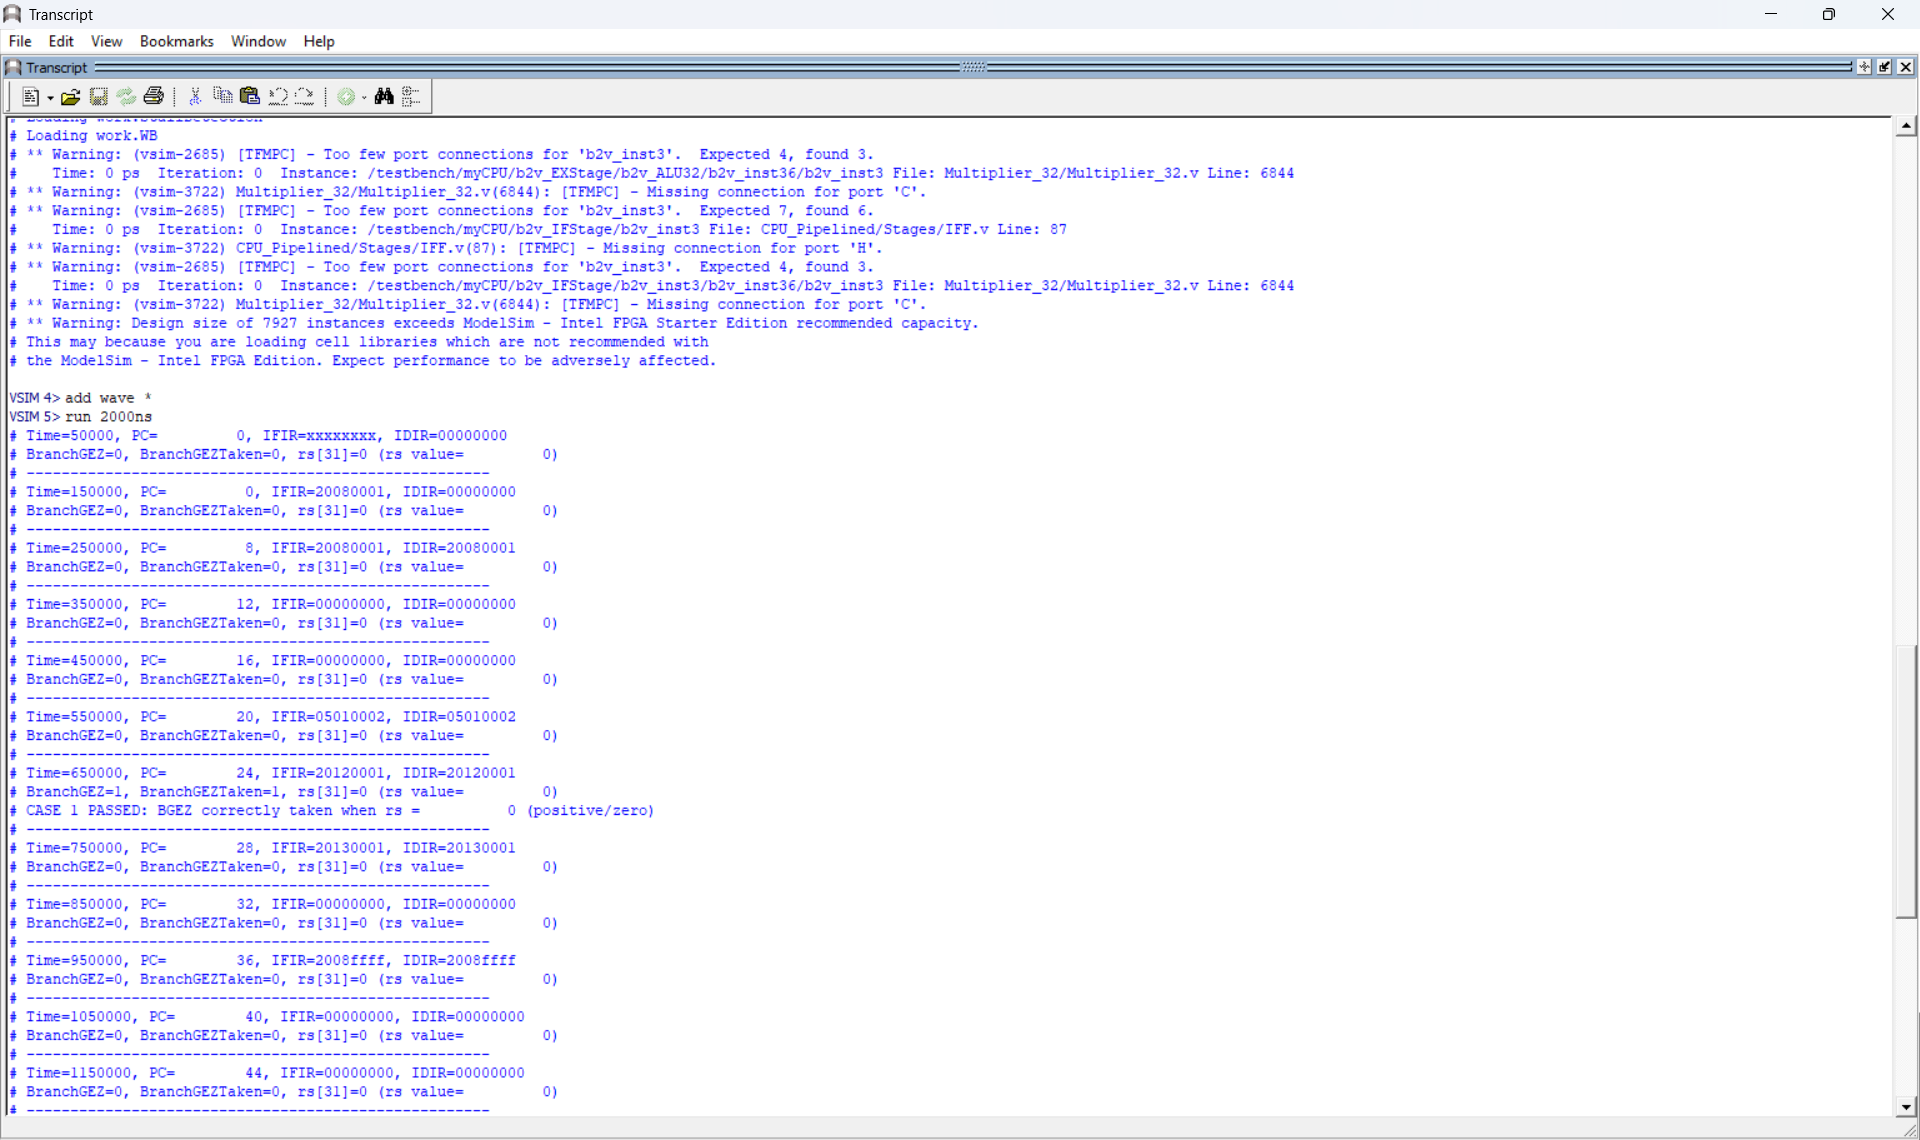 Transcript
File Edit View Bookmarks Window Help
Transcript
# Loading work.StallDetection
# Loading work.WB
# ** Warning: (vsim-2685) [TFMPC] - Too few port connections for 'b2v_inst3'.  Expected 4, found 3.
#    Time: 0 ps  Iteration: 0  Instance: /testbench/myCPU/b2v_EXStage/b2v_ALU32/b2v_inst36/b2v_inst3 File: Multiplier_32/Multiplier_32.v Line: 6844
# ** Warning: (vsim-3722) Multiplier_32/Multiplier_32.v(6844): [TFMPC] - Missing connection for port 'C'.
# ** Warning: (vsim-2685) [TFMPC] - Too few port connections for 'b2v_inst3'.  Expected 7, found 6.
#    Time: 0 ps  Iteration: 0  Instance: /testbench/myCPU/b2v_IFStage/b2v_inst3 File: CPU_Pipelined/Stages/IFF.v Line: 87
# ** Warning: (vsim-3722) CPU_Pipelined/Stages/IFF.v(87): [TFMPC] - Missing connection for port 'H'.
# ** Warning: (vsim-2685) [TFMPC] - Too few port connections for 'b2v_inst3'.  Expected 4, found 3.
#    Time: 0 ps  Iteration: 0  Instance: /testbench/myCPU/b2v_IFStage/b2v_inst3/b2v_inst36/b2v_inst3 File: Multiplier_32/Multiplier_32.v Line: 6844
# ** Warning: (vsim-3722) Multiplier_32/Multiplier_32.v(6844): [TFMPC] - Missing connection for port 'C'.
# ** Warning: Design size of 7927 instances exceeds ModelSim - Intel FPGA Starter Edition recommended capacity.
# This may because you are loading cell libraries which are not recommended with
# the ModelSim - Intel FPGA Edition. Expect performance to be adversely affected.
VSIM 4> add wave *
VSIM 5> run 2000ns
# Time=50000, PC=         0, IFIR=xxxxxxxx, IDIR=00000000
# BranchGEZ=0, BranchGEZTaken=0, rs[31]=0 (rs value=         0)
# -----------------------------------------------------
# Time=150000, PC=         0, IFIR=20080001, IDIR=00000000
# BranchGEZ=0, BranchGEZTaken=0, rs[31]=0 (rs value=         0)
# -----------------------------------------------------
# Time=250000, PC=         8, IFIR=20080001, IDIR=20080001
# BranchGEZ=0, BranchGEZTaken=0, rs[31]=0 (rs value=         0)
# -----------------------------------------------------
# Time=350000, PC=        12, IFIR=00000000, IDIR=00000000
# BranchGEZ=0, BranchGEZTaken=0, rs[31]=0 (rs value=         0)
# -----------------------------------------------------
# Time=450000, PC=        16, IFIR=00000000, IDIR=00000000
# BranchGEZ=0, BranchGEZTaken=0, rs[31]=0 (rs value=         0)
# -----------------------------------------------------
# Time=550000, PC=        20, IFIR=05010002, IDIR=05010002
# BranchGEZ=0, BranchGEZTaken=0, rs[31]=0 (rs value=         0)
# -----------------------------------------------------
# Time=650000, PC=        24, IFIR=20120001, IDIR=20120001
# BranchGEZ=1, BranchGEZTaken=1, rs[31]=0 (rs value=         0)
# CASE 1 PASSED: BGEZ correctly taken when rs =          0 (positive/zero)
# -----------------------------------------------------
# Time=750000, PC=        28, IFIR=20130001, IDIR=20130001
# BranchGEZ=0, BranchGEZTaken=0, rs[31]=0 (rs value=         0)
# -----------------------------------------------------
# Time=850000, PC=        32, IFIR=00000000, IDIR=00000000
# BranchGEZ=0, BranchGEZTaken=0, rs[31]=0 (rs value=         0)
# -----------------------------------------------------
# Time=950000, PC=        36, IFIR=2008ffff, IDIR=2008ffff
# BranchGEZ=0, BranchGEZTaken=0, rs[31]=0 (rs value=         0)
# -----------------------------------------------------
# Time=1050000, PC=        40, IFIR=00000000, IDIR=00000000
# BranchGEZ=0, BranchGEZTaken=0, rs[31]=0 (rs value=         0)
# -----------------------------------------------------
# Time=1150000, PC=        44, IFIR=00000000, IDIR=00000000
# BranchGEZ=0, BranchGEZTaken=0, rs[31]=0 (rs value=         0)
# -----------------------------------------------------